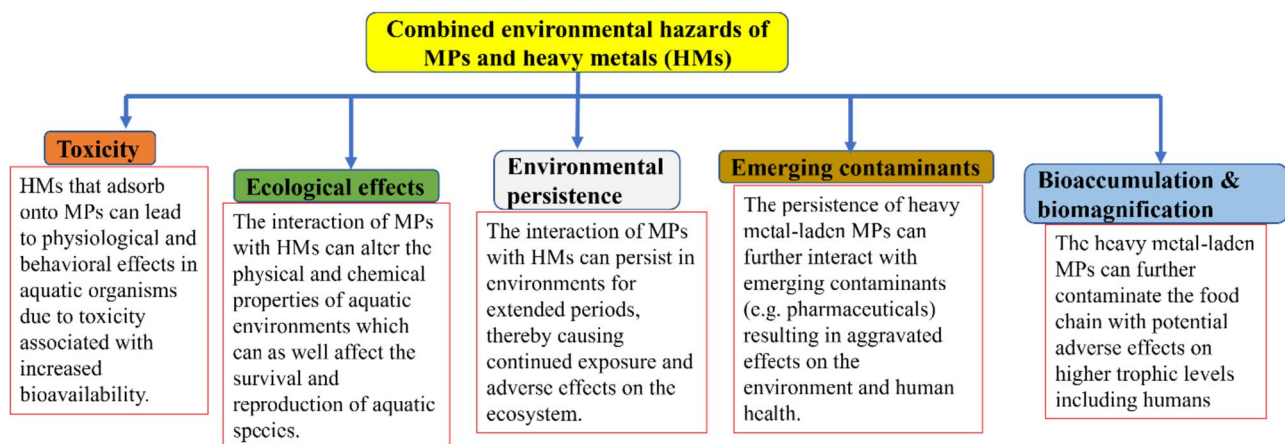 Combined environmental hazards of
MPs and heavy metals (HMs)
Toxicity
HMs that adsorb
onto MPs can lead
to physiological and
behavioral effects in
aquatic organisms
due to toxicity
associated with
increased
bioavailability.
Ecological effects
The interaction of MPs
with HMs can alter the
physical and chemical
properties of aquatic
environments which
can as well affect the
survival and
reproduction of aquatic
species.
Environmental
persistence
The interaction of MPs
with HMs can persist in
environments for
extended periods,
thereby causing
continued exposure and
adverse effects on the
ecosystem.
Emerging contaminants
The persistence of heavy
metal-laden MPs can
further interact with
emerging contaminants
(e.g. pharmaceuticals)
resulting in aggravated
effects on the
environment and human
health.
Bioaccumulation &
biomagnification
The heavy metal-laden
MPs can further
contaminate the food
chain with potential
adverse effects on
higher trophic levels
including humans